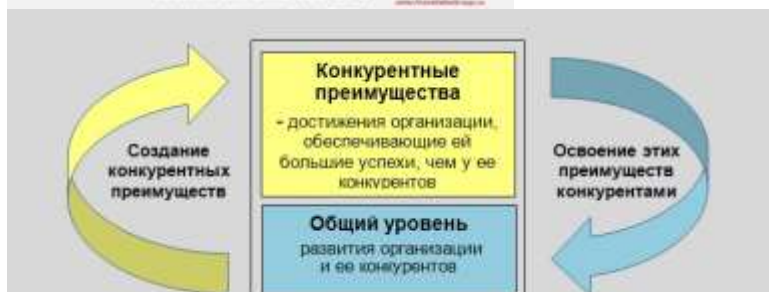 Конкурентные
преимущества
- достижения организации,
обеспечивающие ей
большие успехи, чем у ее
конкурентов
Создание
конкурентных
преимуществ
Освоение этих
преимуществ
конкурентами
Общий уровень
развития организации
и ее конкурентов